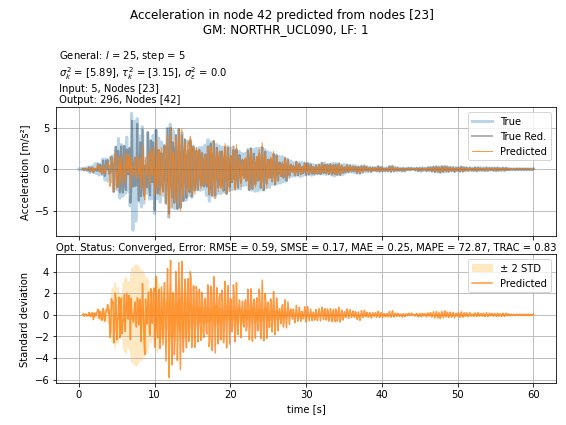 Acceleration in node 42 predicted from nodes [23]
GM: NORTHR_UCL090, LF: 1
General: l = 25, step = 5
σ²ₖ = [5.89], τ²ₖ = [3.15], σ²ε = 0.0
Input: 5, Nodes [23]
Output: 296, Nodes [42]
Acceleration [m/s²]
5
0
−5
True
True Red.
Predicted
Opt. Status: Converged, Error: RMSE = 0.59, SMSE = 0.17, MAE = 0.25, MAPE = 72.87, TRAC = 0.83
Standard deviation
4
2
0
−2
−4
−6
± 2 STD
Predicted
0 10 20 30 40 50 60
time [s]